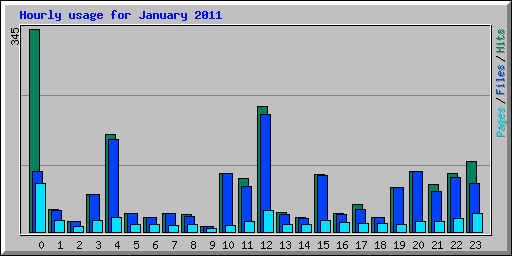 Hourly usage for January 2011
345
Pages/Files/Hits
0 1 2 3 4 5 6 7 8 9 10 11 12 13 14 15 16 17 18 19 20 21 22 23